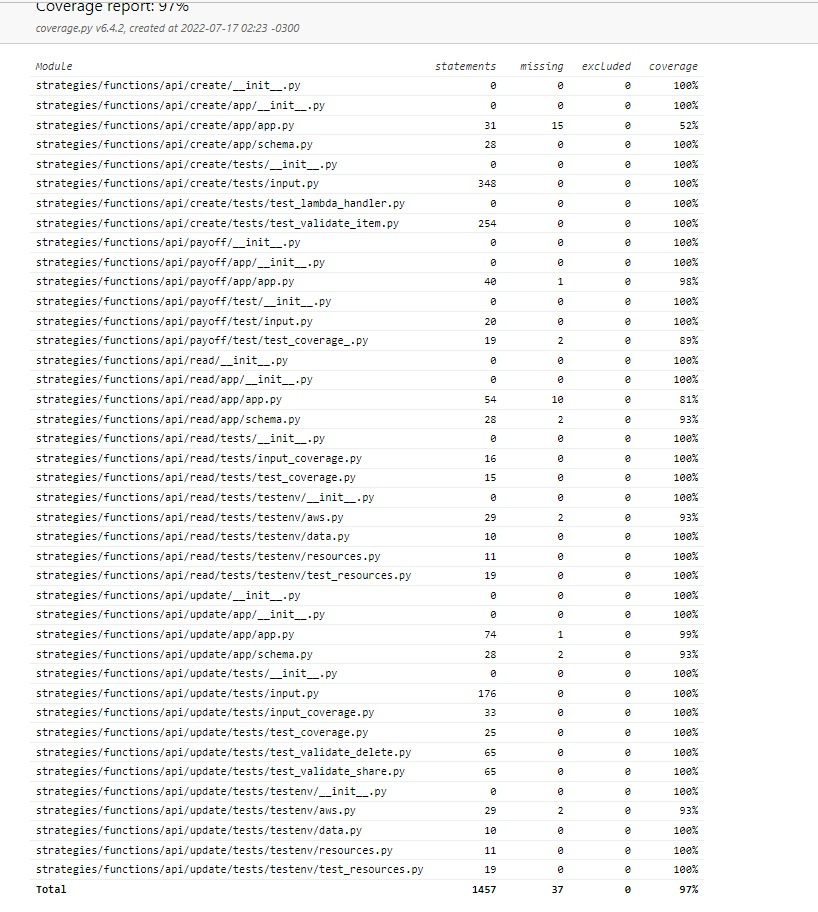 Coverage report: 97%
coverage.py v6.4.2, created at 2022-07-17 02:23 -0300
Module statements missing excluded coverage
strategies/functions/api/create/__init__.py 0 0 0 100%
strategies/functions/api/create/app/__init__.py 0 0 0 100%
strategies/functions/api/create/app/app.py 31 15 0 52%
strategies/functions/api/create/app/schema.py 28 0 0 100%
strategies/functions/api/create/tests/__init__.py 0 0 0 100%
strategies/functions/api/create/tests/input.py 348 0 0 100%
strategies/functions/api/create/tests/test_lambda_handler.py 0 0 0 100%
strategies/functions/api/create/tests/test_validate_item.py 254 0 0 100%
strategies/functions/api/payoff/__init__.py 0 0 0 100%
strategies/functions/api/payoff/app/__init__.py 0 0 0 100%
strategies/functions/api/payoff/app/app.py 40 1 0 98%
strategies/functions/api/payoff/test/__init__.py 0 0 0 100%
strategies/functions/api/payoff/test/input.py 20 0 0 100%
strategies/functions/api/payoff/test/test_coverage_.py 19 2 0 89%
strategies/functions/api/read/__init__.py 0 0 0 100%
strategies/functions/api/read/app/__init__.py 0 0 0 100%
strategies/functions/api/read/app/app.py 54 10 0 81%
strategies/functions/api/read/app/schema.py 28 2 0 93%
strategies/functions/api/read/tests/__init__.py 0 0 0 100%
strategies/functions/api/read/tests/input_coverage.py 16 0 0 100%
strategies/functions/api/read/tests/test_coverage.py 15 0 0 100%
strategies/functions/api/read/tests/testenv/__init__.py 0 0 0 100%
strategies/functions/api/read/tests/testenv/aws.py 29 2 0 93%
strategies/functions/api/read/tests/testenv/data.py 10 0 0 100%
strategies/functions/api/read/tests/testenv/resources.py 11 0 0 100%
strategies/functions/api/read/tests/testenv/test_resources.py 19 0 0 100%
strategies/functions/api/update/__init__.py 0 0 0 100%
strategies/functions/api/update/app/__init__.py 0 0 0 100%
strategies/functions/api/update/app/app.py 74 1 0 99%
strategies/functions/api/update/app/schema.py 28 2 0 93%
strategies/functions/api/update/tests/__init__.py 0 0 0 100%
strategies/functions/api/update/tests/input.py 176 0 0 100%
strategies/functions/api/update/tests/input_coverage.py 33 0 0 100%
strategies/functions/api/update/tests/test_coverage.py 25 0 0 100%
strategies/functions/api/update/tests/test_validate_delete.py 65 0 0 100%
strategies/functions/api/update/tests/test_validate_share.py 65 0 0 100%
strategies/functions/api/update/tests/testenv/__init__.py 0 0 0 100%
strategies/functions/api/update/tests/testenv/aws.py 29 2 0 93%
strategies/functions/api/update/tests/testenv/data.py 10 0 0 100%
strategies/functions/api/update/tests/testenv/resources.py 11 0 0 100%
strategies/functions/api/update/tests/testenv/test_resources.py 19 0 0 100%
Total 1457 37 0 97%